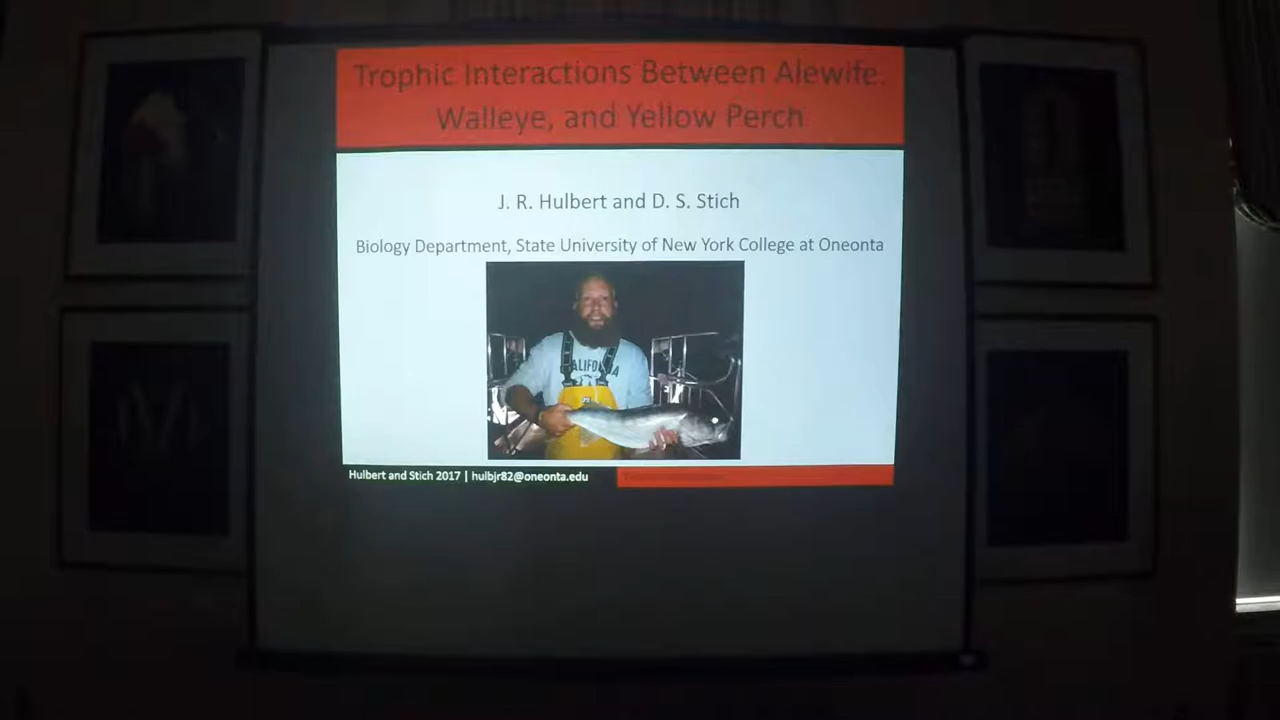 Trophic Interactions Between Alewife,
Walleye, and Yellow Perch
J. R. Hulbert and D. S. Stich
Biology Department, State University of New York College at Oneonta
CALIFORNIA
Hulbert and Stich 2017 | hulbjr82@oneonta.edu